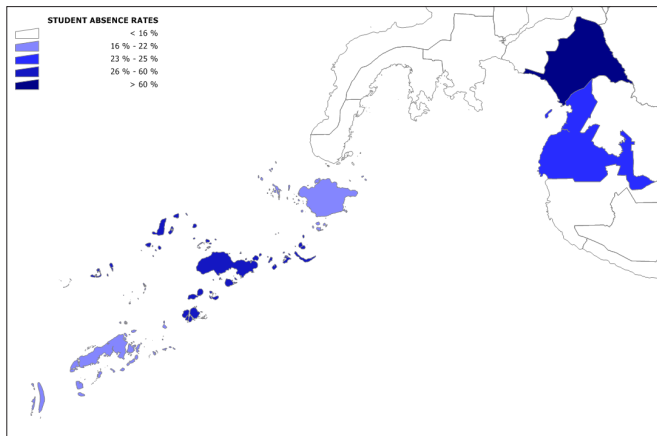 STUDENT ABSENCE RATES
< 16 %
16 % - 22 %
23 % - 25 %
26 % - 60 %
> 60 %